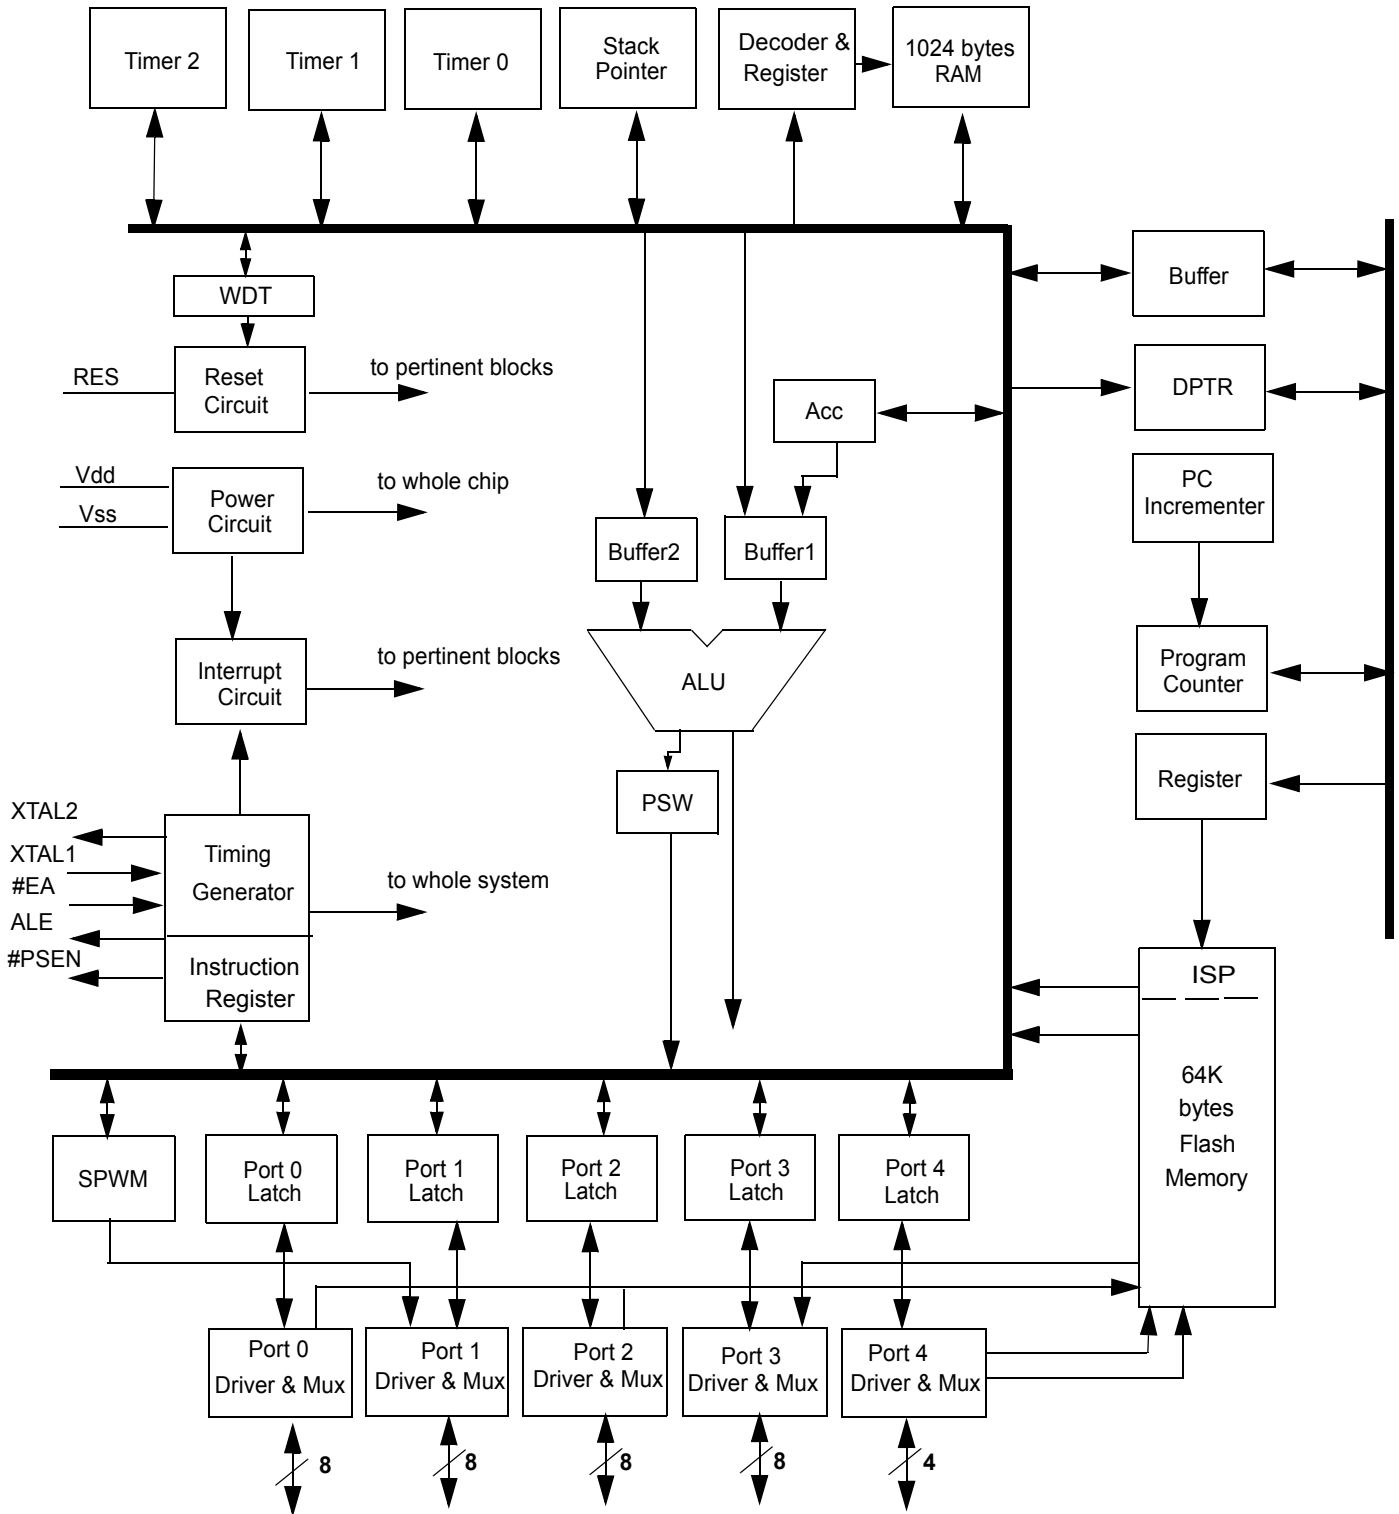 Timer 2
Timer 1
Timer 0
Stack
Pointer
Decoder &
Register
1024 bytes
RAM
WDT
RES
Reset
Circuit
to pertinent blocks
Vdd
Vss
Power
Circuit
to whole chip
Interrupt
Circuit
to pertinent blocks
XTAL2
XTAL1
#EA
ALE
#PSEN
Timing
Generator
Instruction
Register
to whole system
Acc
Buffer2
Buffer1
ALU
PSW
Buffer
DPTR
PC
Incrementer
Program
Counter
Register
ISP
64K
bytes
Flash
Memory
SPWM
Port 0
Latch
Port 1
Latch
Port 2
Latch
Port 3
Latch
Port 4
Latch
Port 0
Driver & Mux
Port 1
Driver & Mux
Port 2
Driver & Mux
Port 3
Driver & Mux
Port 4
Driver & Mux
8
8
8
8
4